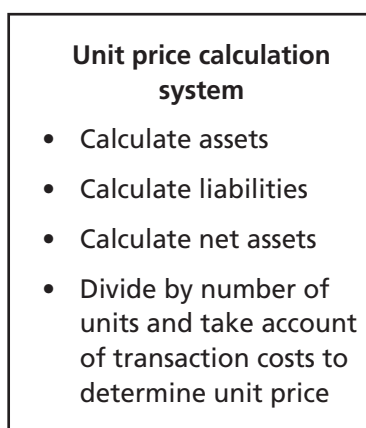 Unit price calculation
system
• Calculate assets
• Calculate liabilities
• Calculate net assets
• Divide by number of
units and take account
of transaction costs to
determine unit price